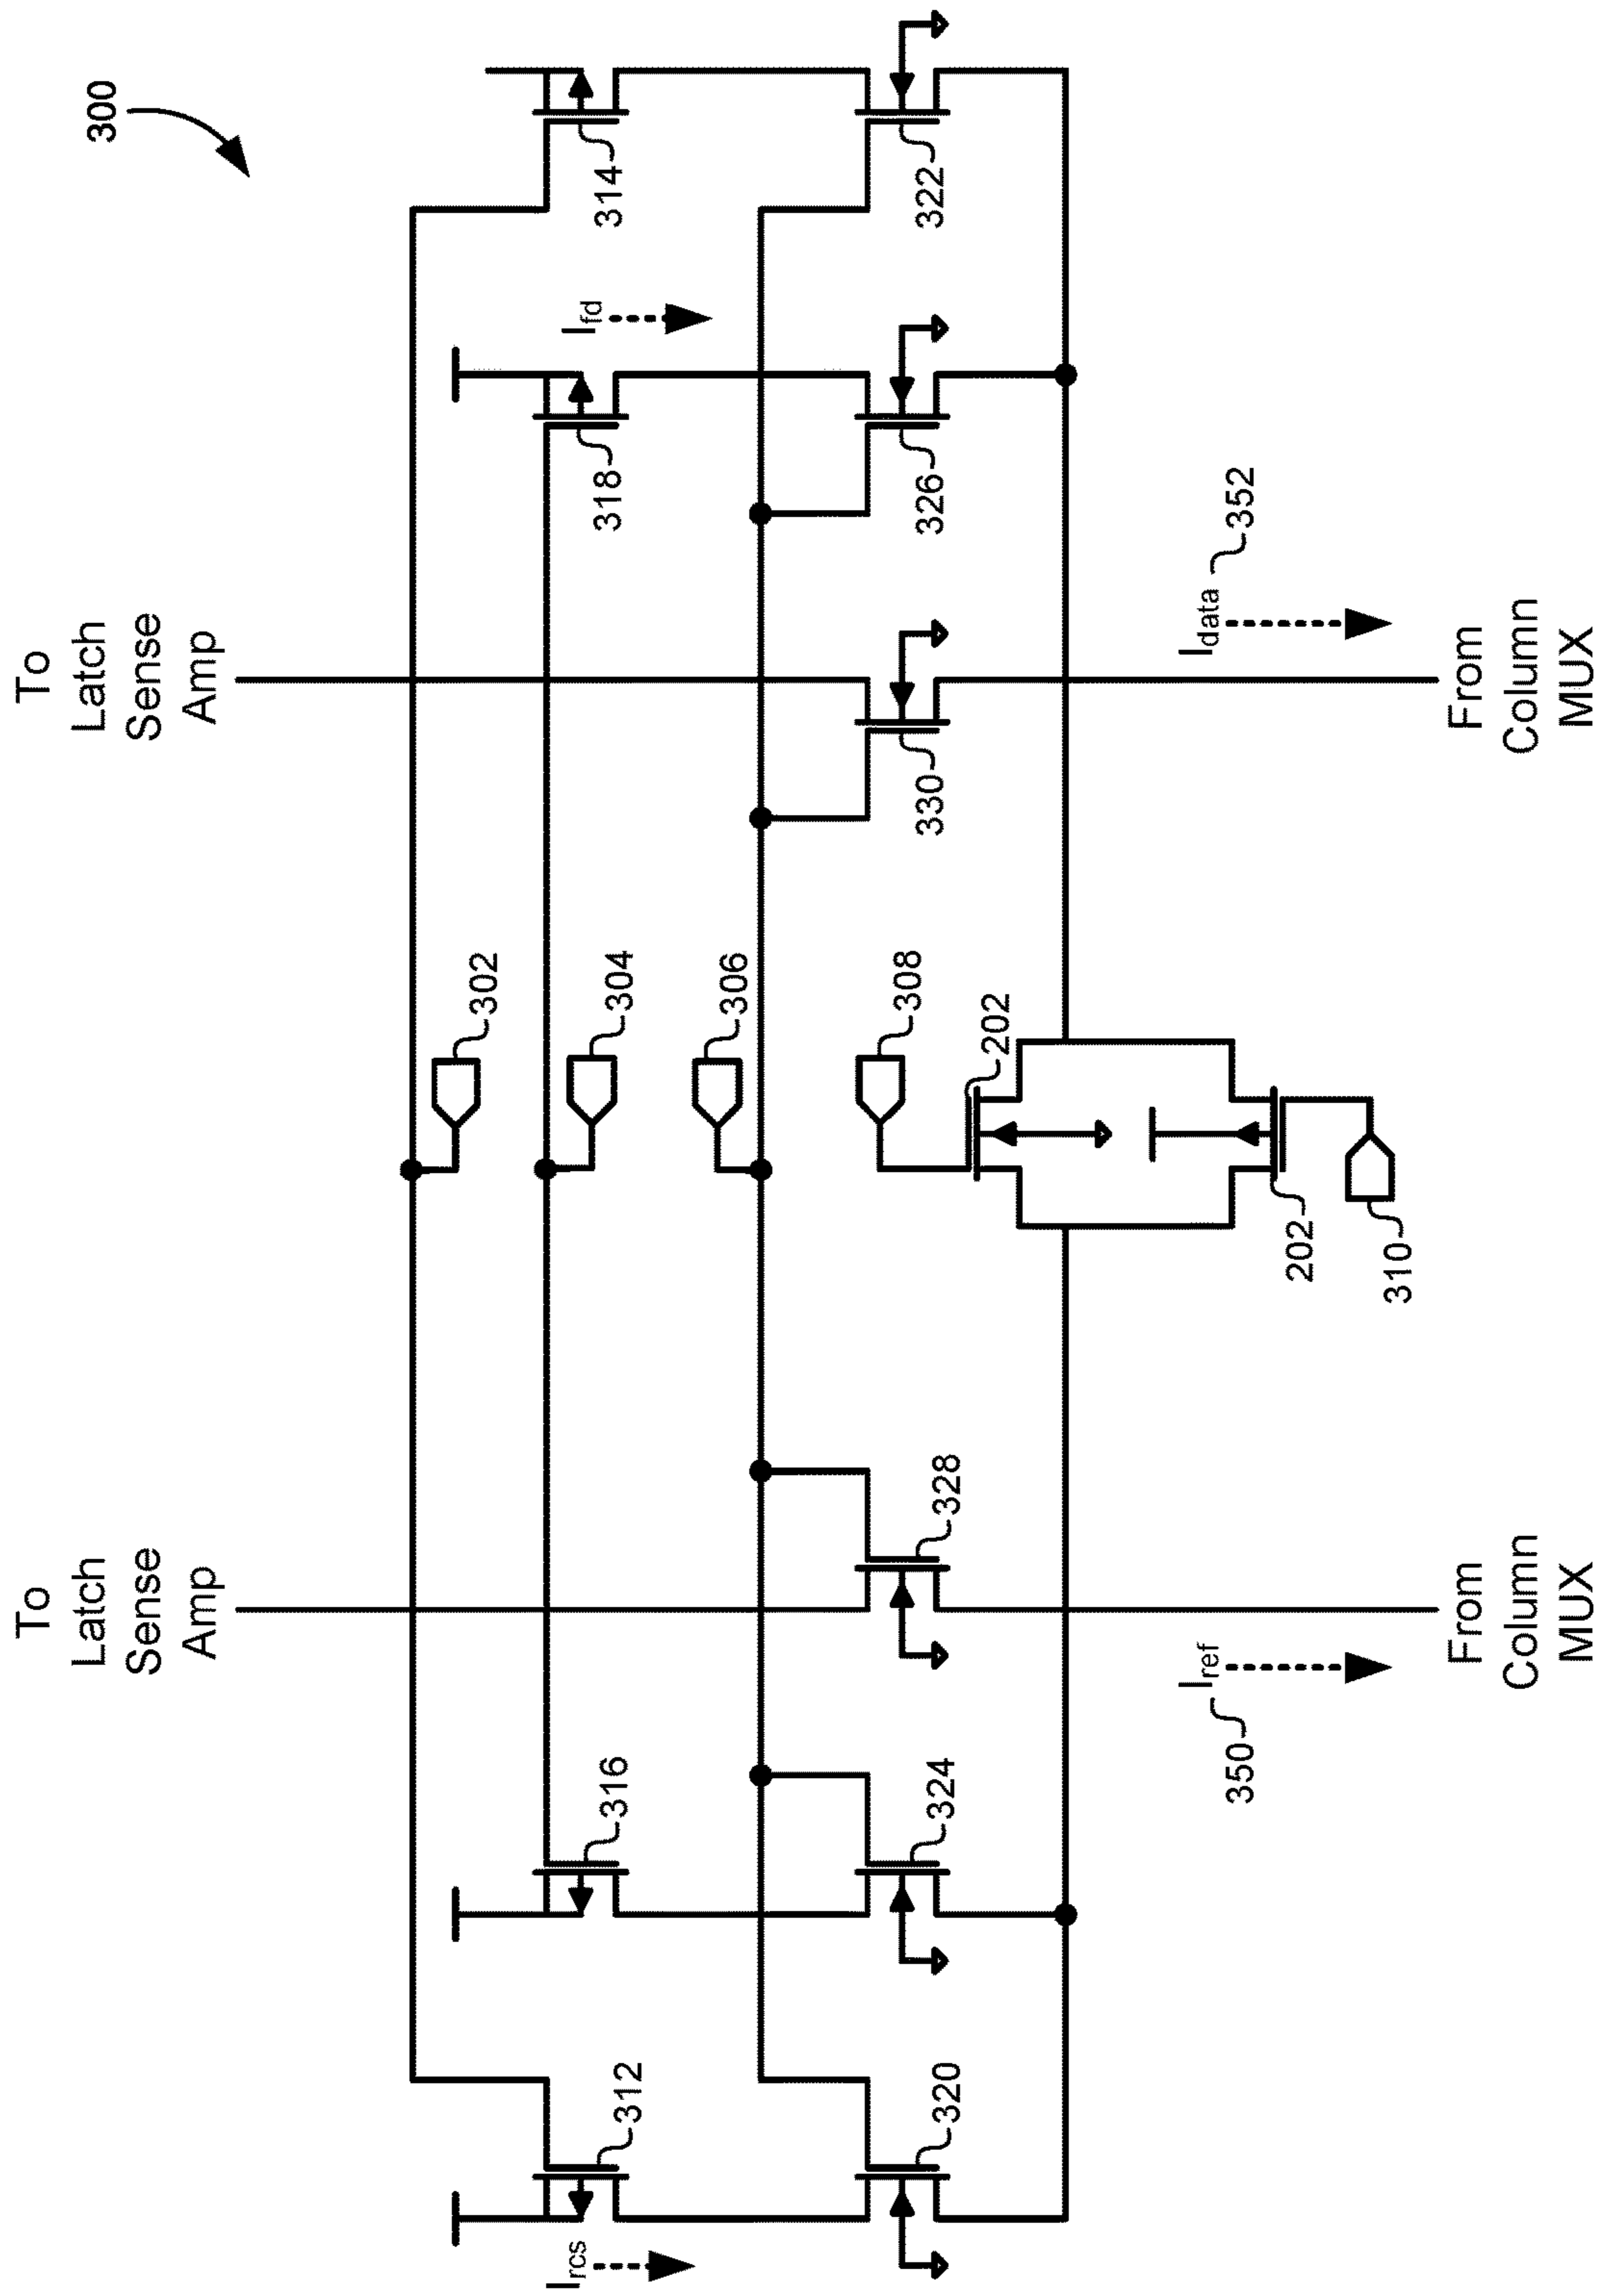 300
To
Latch
Sense
Amp
To
Latch
Sense
Amp
302
304
306
308
202
202
310
312
316
318
314
I_fd
I_rcs
320
324
328
330
326
322
350
I_ref
I_data
352
From
Column
MUX
From
Column
MUX